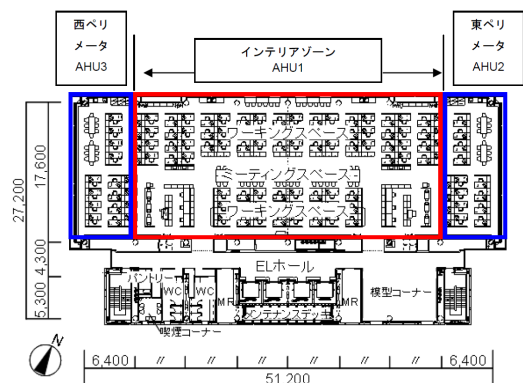 西ペリ
メータ
AHU3
インテリアゾーン
AHU1
東ペリ
メータ
AHU2
ワーキングスペース
ミーティングスペース
ワーキングスペース
ELホール
パントリー
WC
WC
MR
MR
メンテナンスデッキ
模型コーナー
喫煙コーナー
27,200
17,600
4,300
5,300
N
6,400
〃
〃
〃
〃
〃
〃
6,400
51,200